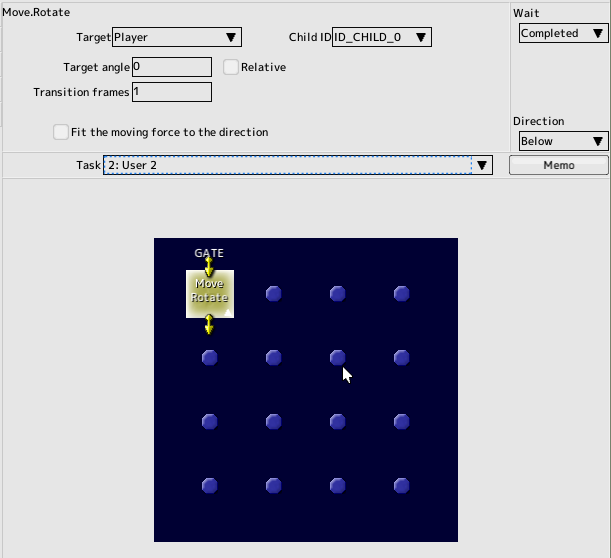 Move.Rotate
Wait
Target Player Child ID ID_CHILD_0
Completed
Target angle 0 Relative
Transition frames 1
Direction
Fit the moving force to the direction
Below
Task 2: User 2 Memo
GATE
Move
Rotate